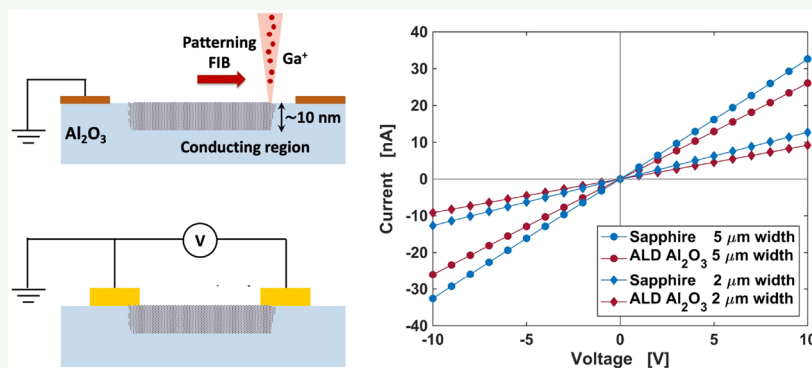 Patterning
FIB
Ga⁺
Al₂O₃
~10 nm
Conducting region
V
40
30
20
10
0
-10
-20
-30
-40
Current [nA]
-10
-5
0
5
10
Voltage [V]
Sapphire 5 μm width
ALD Al₂O₃ 5 μm width
Sapphire 2 μm width
ALD Al₂O₃ 2 μm width